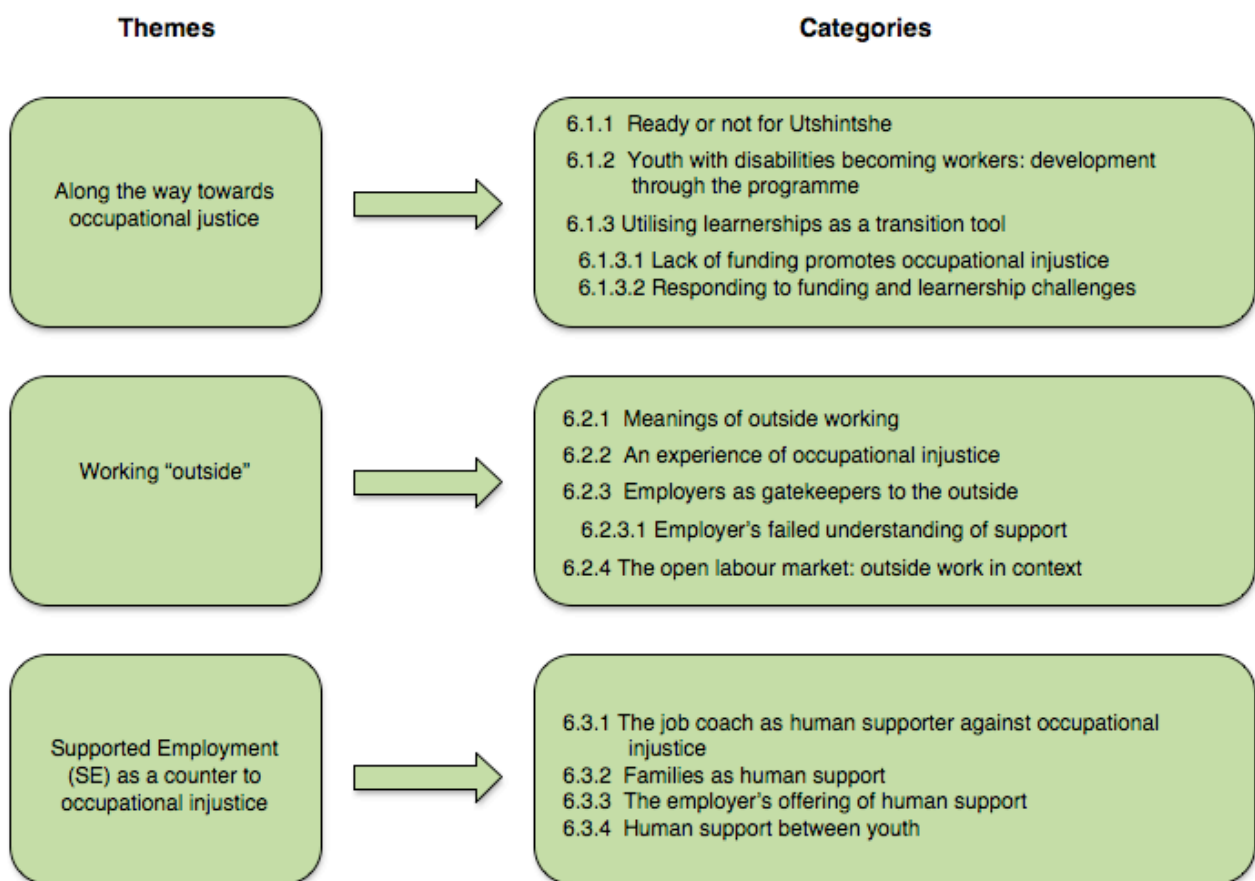 Themes
Categories
Along the way towards
occupational justice
6.1.1 Ready or not for Utshintshe
6.1.2 Youth with disabilities becoming workers: development
through the programme
6.1.3 Utilising learnerships as a transition tool
6.1.3.1 Lack of funding promotes occupational injustice
6.1.3.2 Responding to funding and learnership challenges
Working “outside”
6.2.1 Meanings of outside working
6.2.2 An experience of occupational injustice
6.2.3 Employers as gatekeepers to the outside
6.2.3.1 Employer’s failed understanding of support
6.2.4 The open labour market: outside work in context
Supported Employment
(SE) as a counter to
occupational injustice
6.3.1 The job coach as human supporter against occupational
injustice
6.3.2 Families as human support
6.3.3 The employer’s offering of human support
6.3.4 Human support between youth